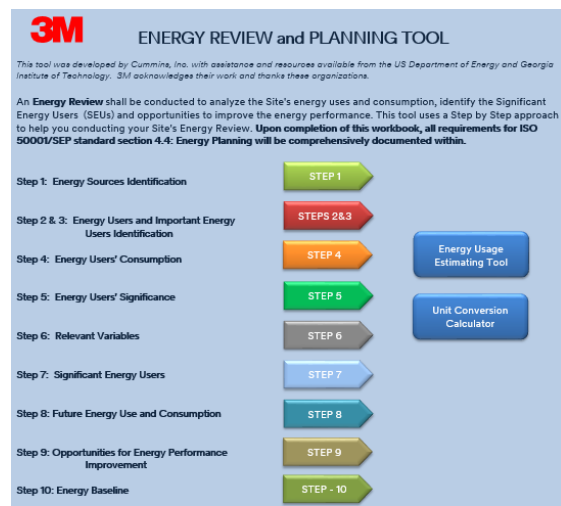 3M
ENERGY REVIEW and PLANNING TOOL
This tool was developed by Cummins, Inc. with assistance and resources available from the US Department of Energy and Georgia
Institute of Technology. 3M acknowledges their work and thanks these organizations.
An Energy Review shall be conducted to analyze the Site's energy uses and consumption, identify the Significant
Energy Users (SEUs) and opportunities to improve the energy performance. This tool uses a Step by Step approach
to help you conducting your Site's Energy Review. Upon completion of this workbook, all requirements for ISO
50001/SEP standard section 4.4: Energy Planning will be comprehensively documented within.
Step 1: Energy Sources Identification
STEP 1
Step 2 & 3: Energy Users and Important Energy
Users Identification
STEPS 2&3
Step 4: Energy Users' Consumption
STEP 4
Energy Usage
Estimating Tool
Step 5: Energy Users' Significance
STEP 5
Unit Conversion
Calculator
Step 6: Relevant Variables
STEP 6
Step 7: Significant Energy Users
STEP 7
Step 8: Future Energy Use and Consumption
STEP 8
Step 9: Opportunities for Energy Performance
Improvement
STEP 9
Step 10: Energy Baseline
STEP - 10